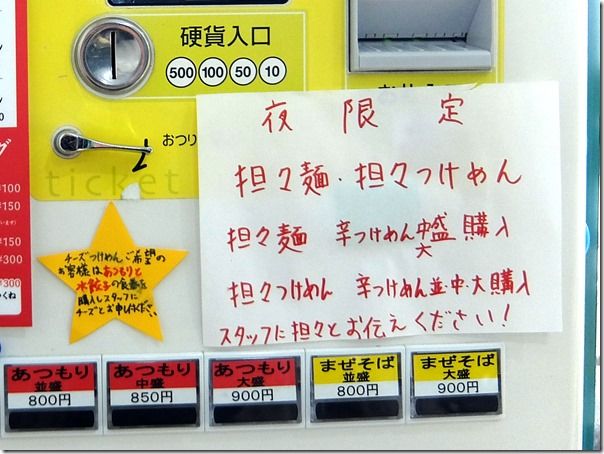 硬貨入口
500 100 50 10
おつり
ticket
夜限定
担々麺・担々つけめん
担々麺 辛つけめん中盛 購入
大
担々つけめん 辛つけめん並・中・大購入
スタッフに担々とお伝えください!
チーズつけめんご希望の
お客様はあつもりと
水餃子の食券を
購入しスタッフに
チーズとお申し付けください。
¥100
¥150
¥150
¥300
¥300
あつもり
並盛
800円
あつもり
中盛
850円
あつもり
大盛
900円
まぜそば
並盛
800円
まぜそば
大盛
900円